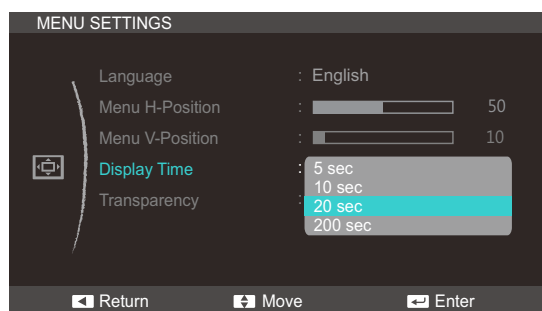 MENU SETTINGS
Language : English
Menu H-Position : 50
Menu V-Position : 10
Display Time : 5 sec
10 sec
20 sec
Transparency : 200 sec
Return Move Enter